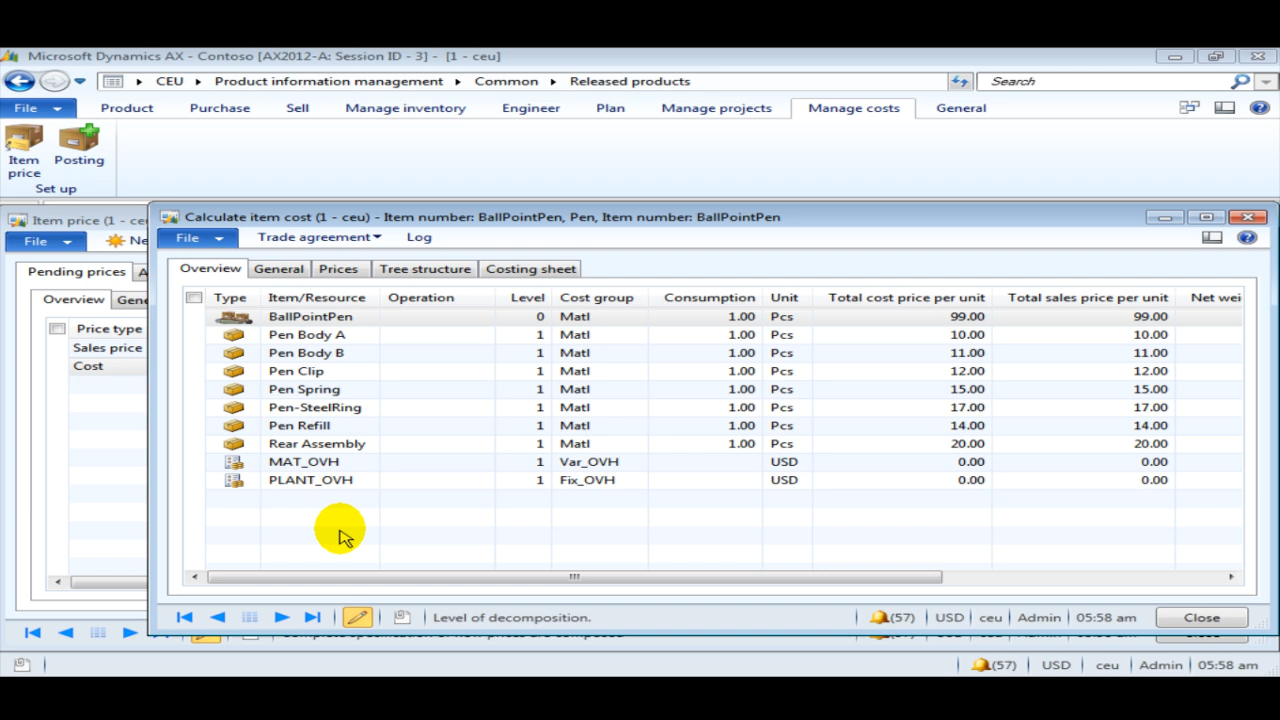 Microsoft Dynamics AX - Contoso [AX2012-A: Session ID - 3] - [1 - ceu]
CEU Product information management Common Released products Search
File Product Purchase Sell Manage inventory Engineer Plan Manage projects Manage costs General
Item price Posting
Set up
Item price (1 - ce
File Ne
Pending prices A
Overview Gene
Price type
Sales price
Cost
Calculate item cost (1 - ceu) - Item number: BallPointPen, Pen, Item number: BallPointPen
File Trade agreement Log
Overview General Prices Tree structure Costing sheet
Type Item/Resource Operation Level Cost group Consumption Unit Total cost price per unit Total sales price per unit Net wei
BallPointPen 0 Matl 1.00 Pcs 99.00 99.00
Pen Body A 1 Matl 1.00 Pcs 10.00 10.00
Pen Body B 1 Matl 1.00 Pcs 11.00 11.00
Pen Clip 1 Matl 1.00 Pcs 12.00 12.00
Pen Spring 1 Matl 1.00 Pcs 15.00 15.00
Pen-SteelRing 1 Matl 1.00 Pcs 17.00 17.00
Pen Refill 1 Matl 1.00 Pcs 14.00 14.00
Rear Assembly 1 Matl 1.00 Pcs 20.00 20.00
MAT_OVH 1 Var_OVH USD 0.00 0.00
PLANT_OVH 1 Fix_OVH USD 0.00 0.00
Level of decomposition. (57) USD ceu Admin 05:58 am Close
(57) USD ceu Admin 05:58 am